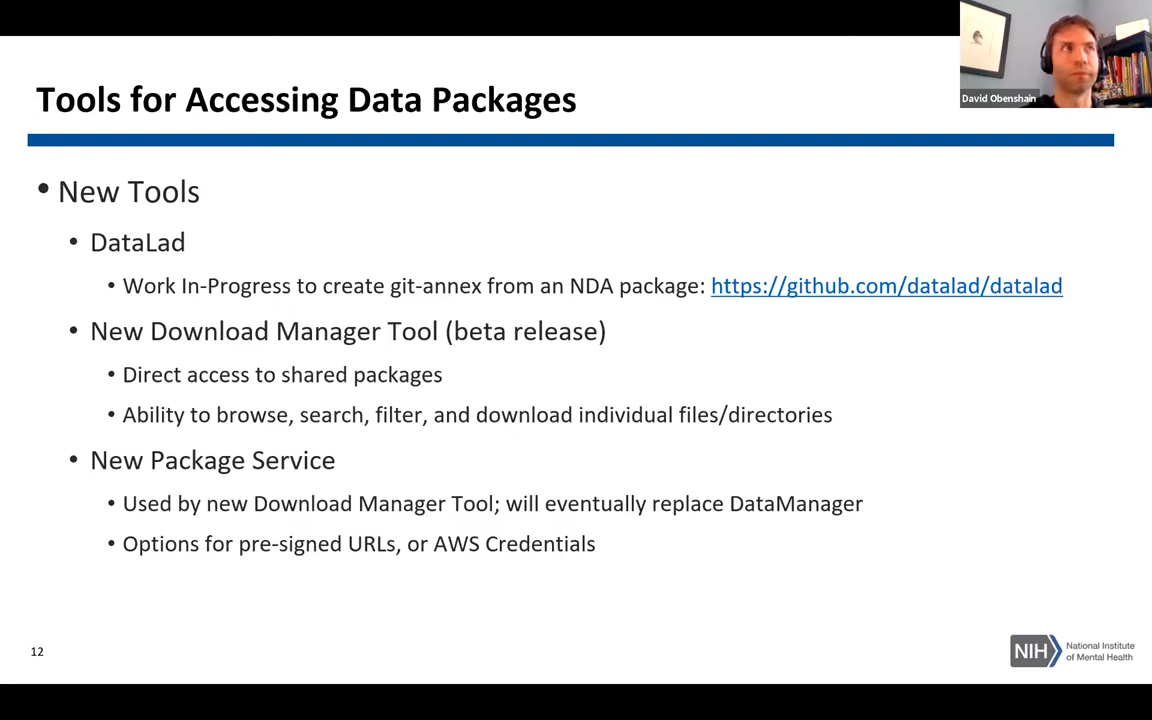 David Obenshain
Tools for Accessing Data Packages
• New Tools
• DataLad
• Work In-Progress to create git-annex from an NDA package: https://github.com/datalad/datalad
• New Download Manager Tool (beta release)
• Direct access to shared packages
• Ability to browse, search, filter, and download individual files/directories
• New Package Service
• Used by new Download Manager Tool; will eventually replace DataManager
• Options for pre-signed URLs, or AWS Credentials
12
NIH
National Institute
of Mental Health